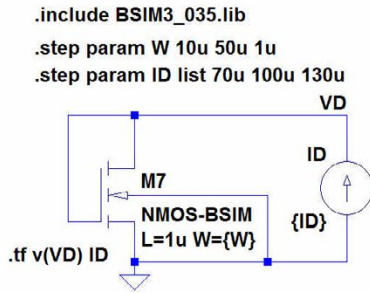 .include BSIM3_035.lib
.step param W 10u 50u 1u
.step param ID list 70u 100u 130u
VD
ID
M7
NMOS-BSIM
{ID}
L=1u W={W}
.tf v(VD) ID